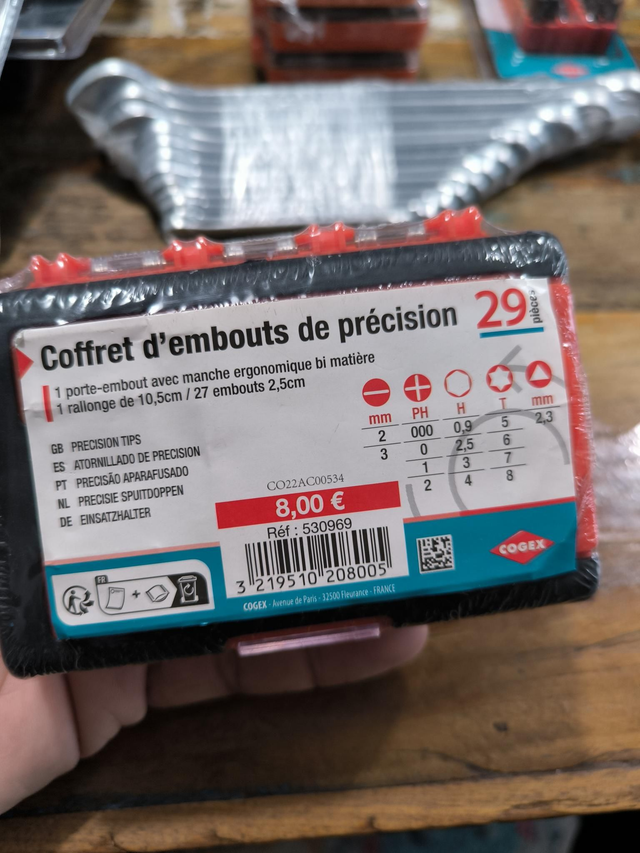 Coffret d'embouts de précision
29 pièces
1 porte-embout avec manche ergonomique bi matière
1 rallonge de 10,5cm / 27 embouts 2,5cm
GB PRECISION TIPS
ES ATORNILLADO DE PRECISION
PT PRECISÃO APARAFUSADO
NL PRECISIE SPUITDOPPEN
DE EINSATZHALTER
mm PH H T mm
2 000 0,9 5 2,3
3 0 2,5 6
1 3 7
2 4 8
CO22AC00534
8,00 €
Réf : 530969
3 219510 208005
COGEX
FR
+
COGEX - Avenue de Paris - 32500 Fleurance - FRANCE